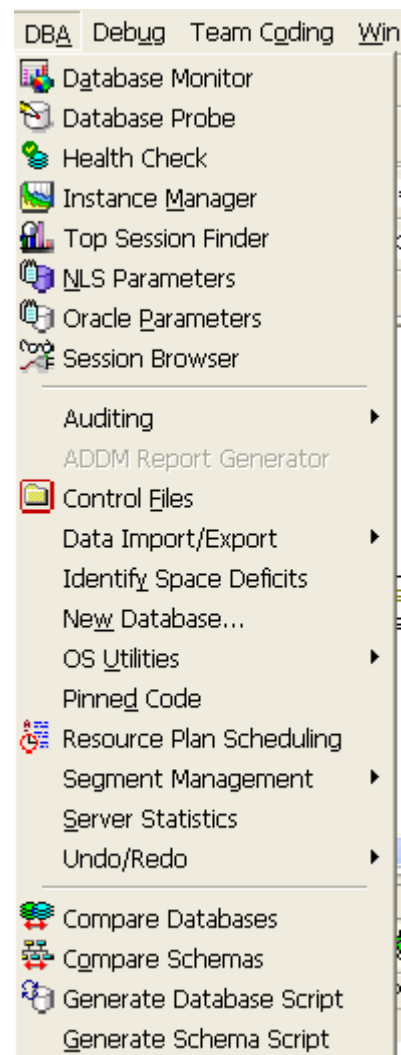 DBA Debug Team Coding Win
Database Monitor
Database Probe
Health Check
Instance Manager
Top Session Finder
NLS Parameters
Oracle Parameters
Session Browser
Auditing
ADDM Report Generator
Control Files
Data Import/Export
Identify Space Deficits
New Database...
OS Utilities
Pinned Code
Resource Plan Scheduling
Segment Management
Server Statistics
Undo/Redo
Compare Databases
Compare Schemas
Generate Database Script
Generate Schema Script